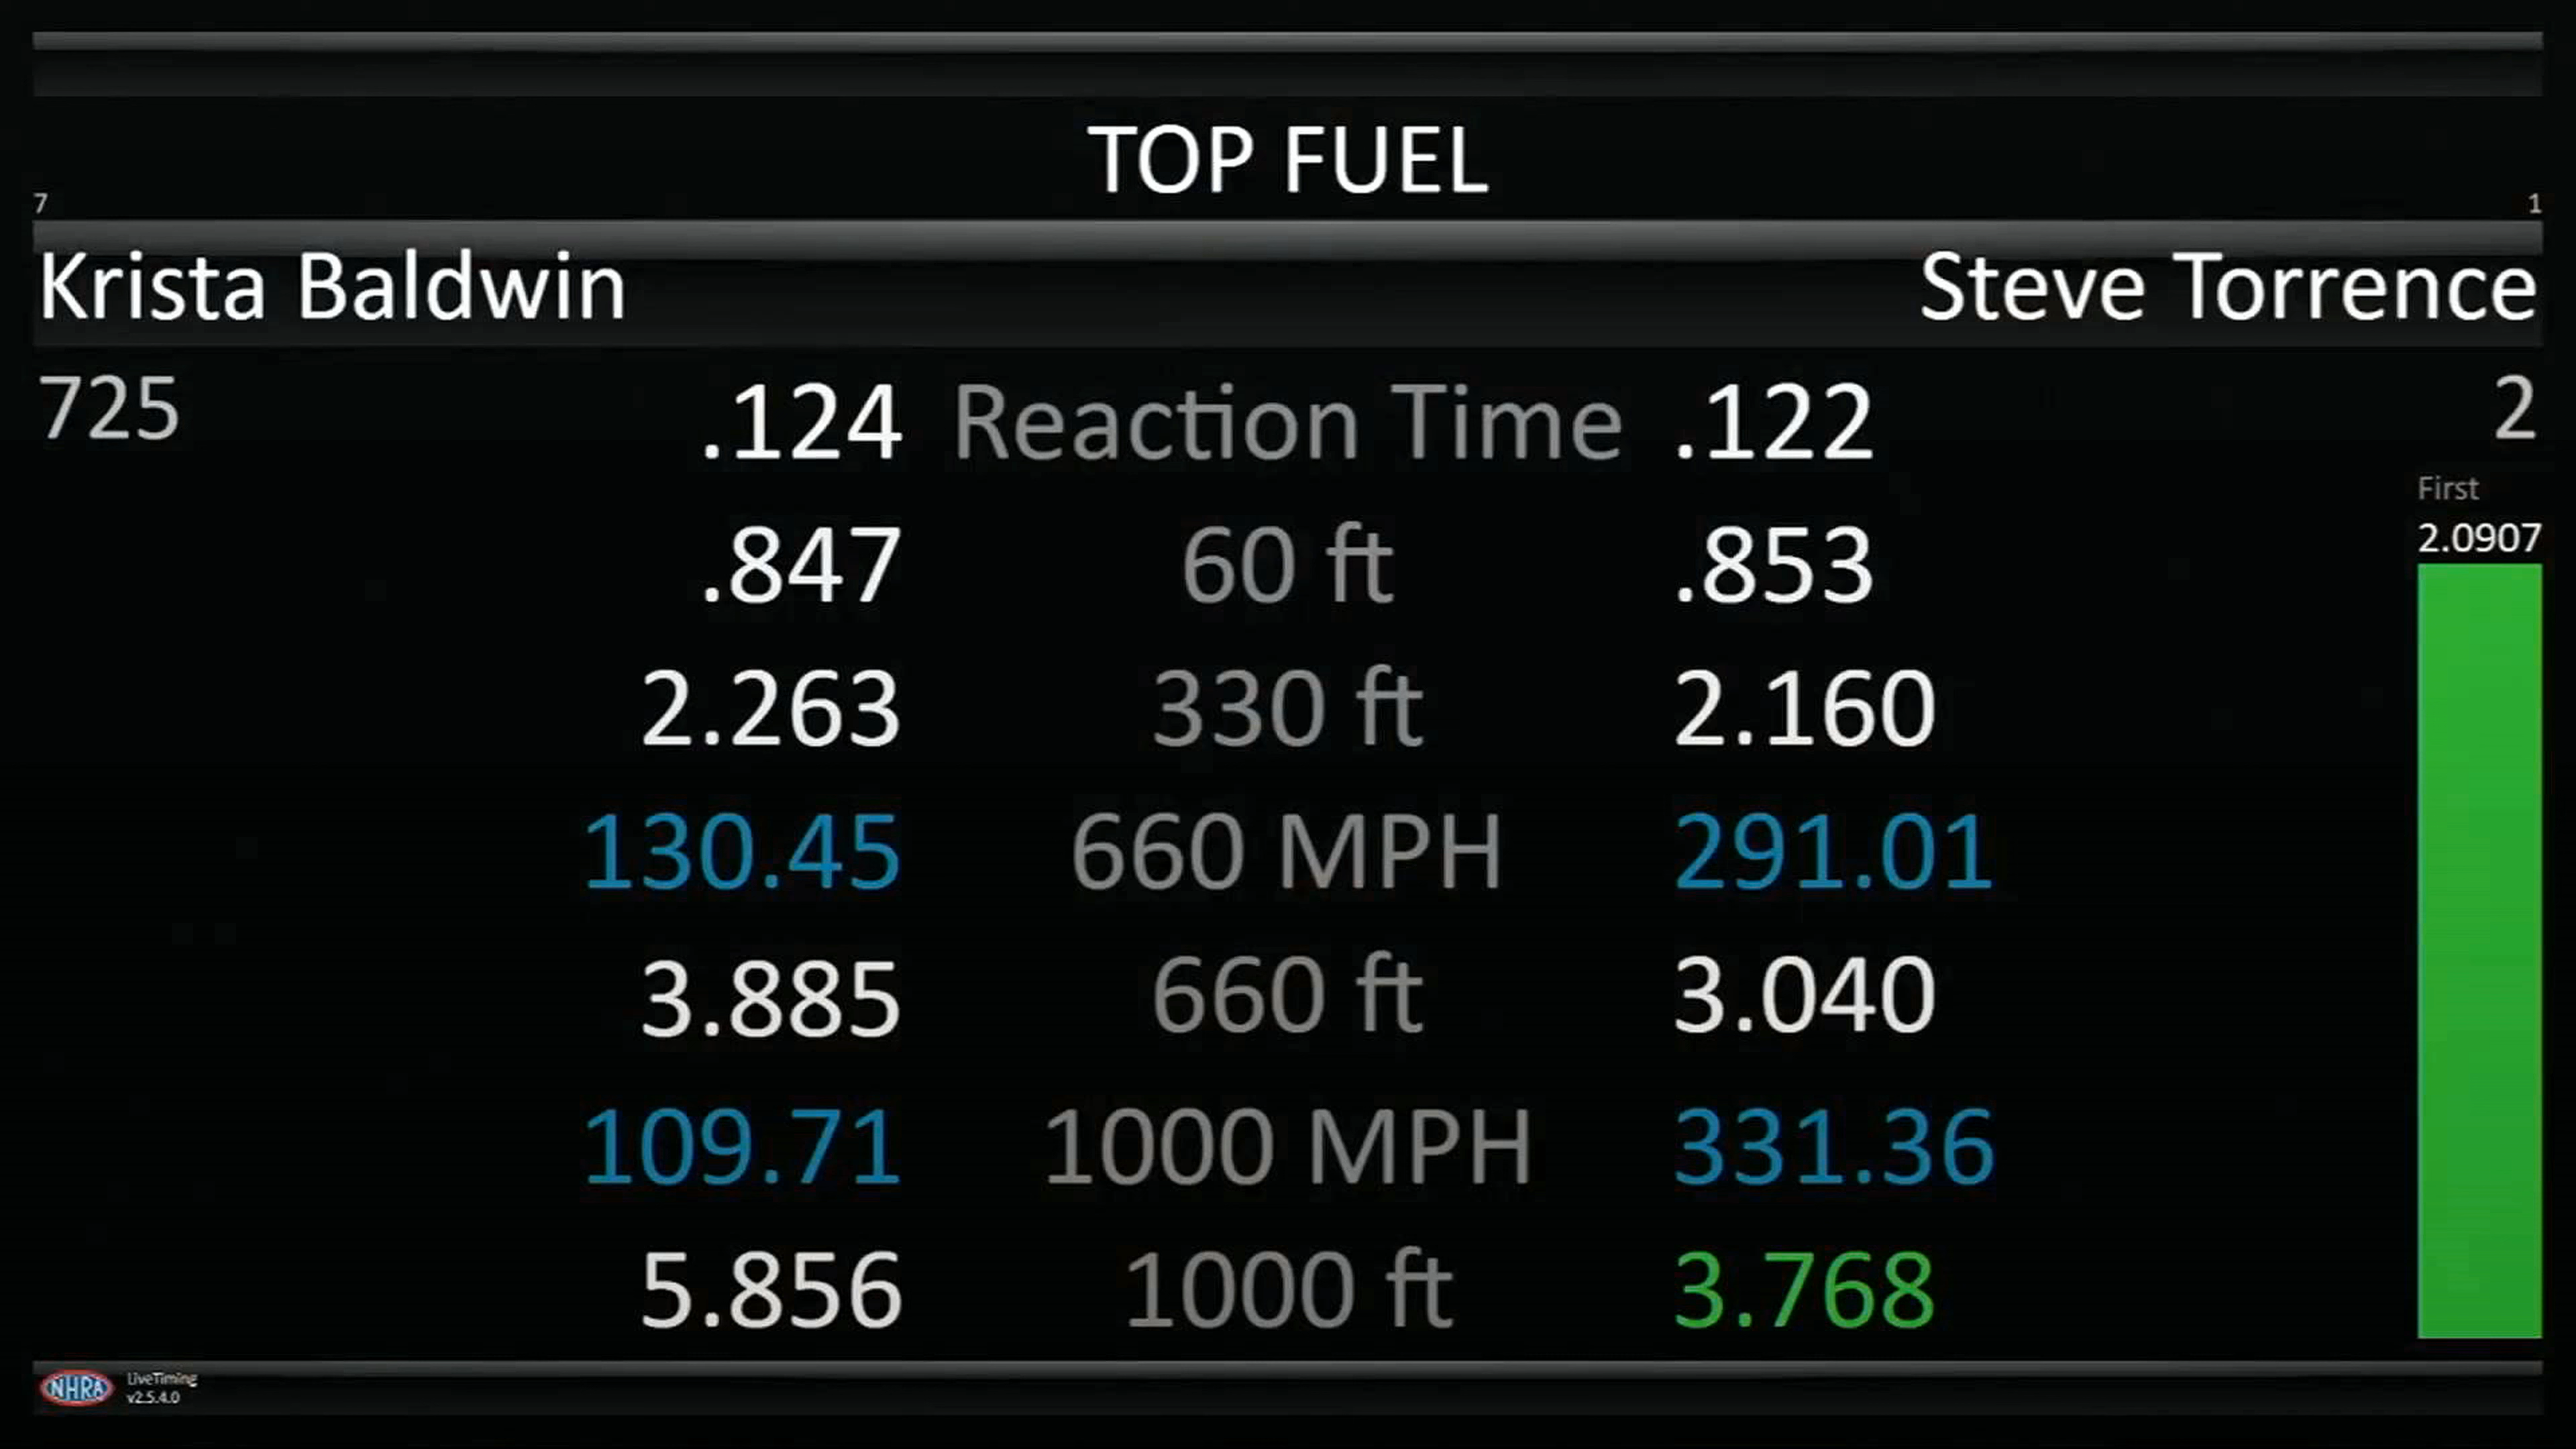 TOP FUEL
7 1
Krista Baldwin Steve Torrence
725 .124 Reaction Time .122 2
First
2.0907
.847 60 ft .853
2.263 330 ft 2.160
130.45 660 MPH 291.01
3.885 660 ft 3.040
109.71 1000 MPH 331.36
5.856 1000 ft 3.768
NHRA LiveTiming
v2.5.4.0